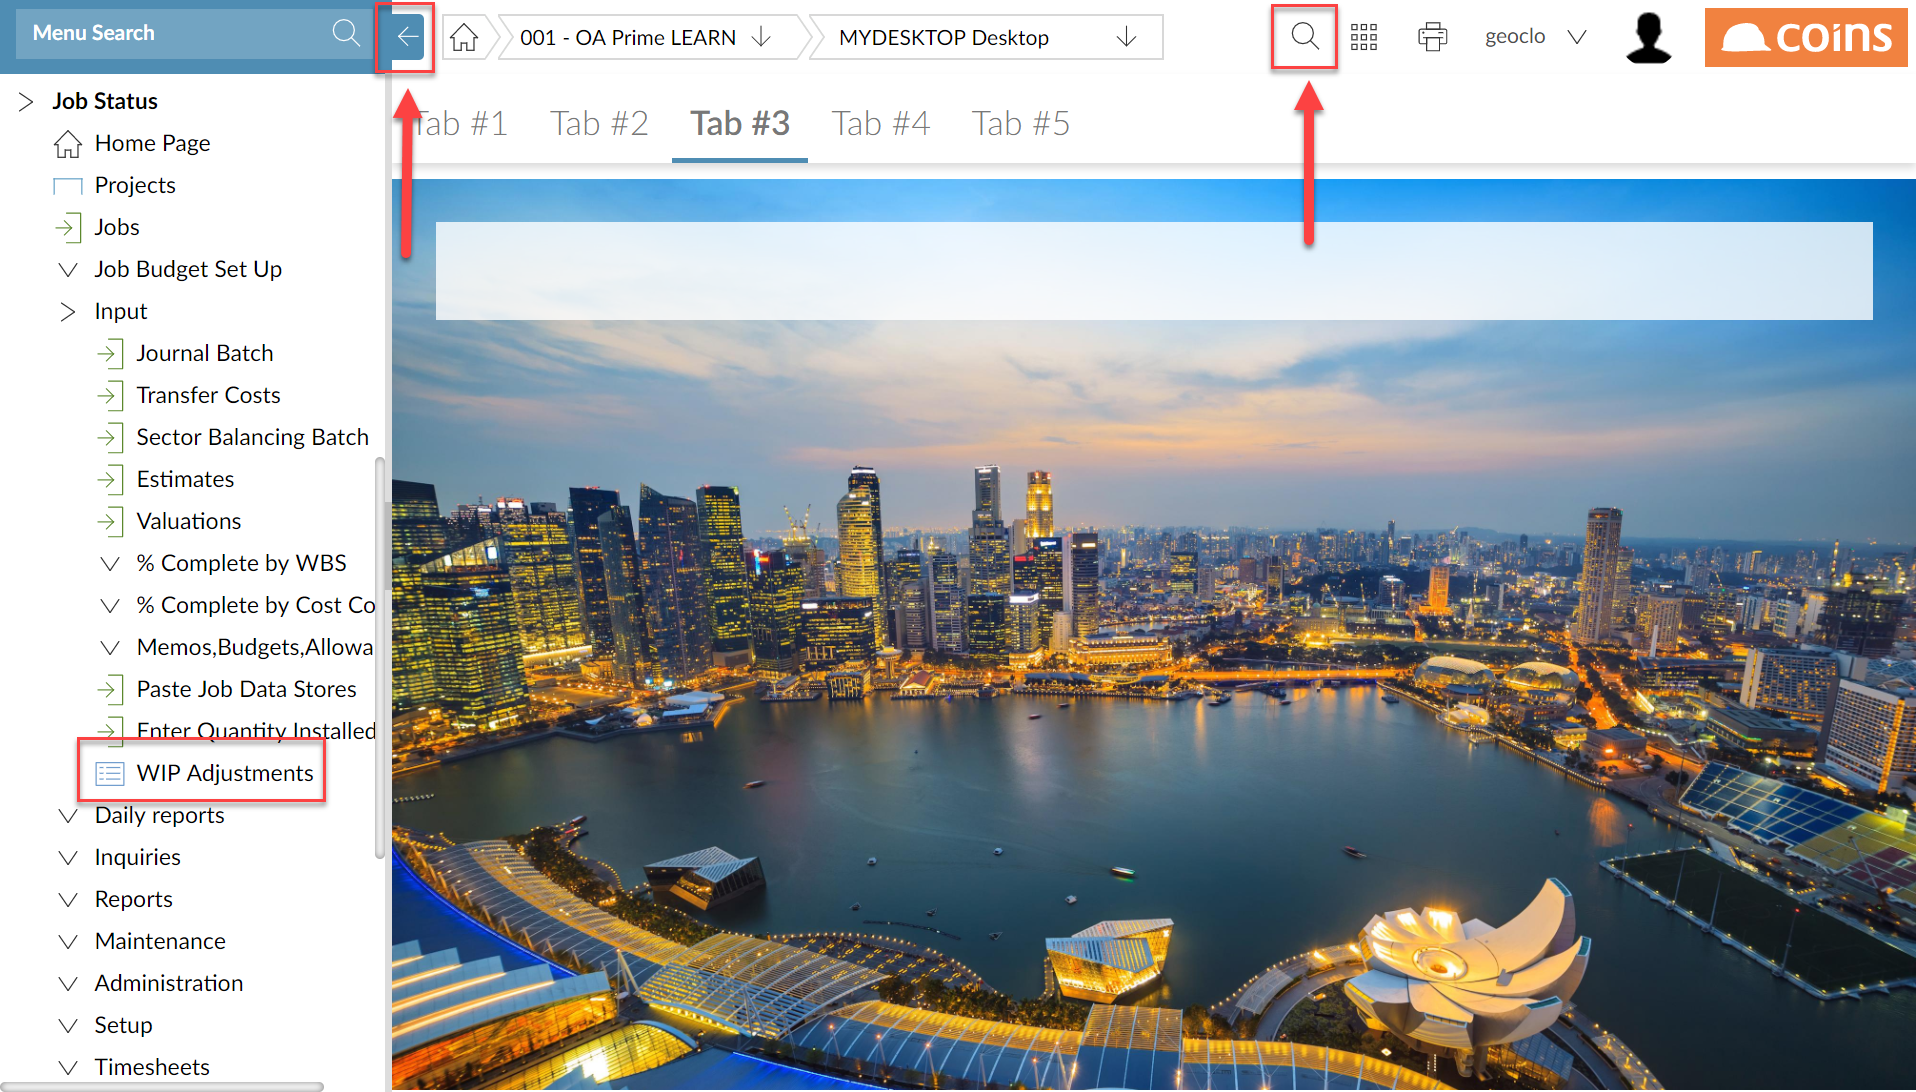 Menu Search
001 - OA Prime LEARN
MYDESKTOP Desktop
geoclo
coins
Tab #1
Tab #2
Tab #3
Tab #4
Tab #5
Job Status
Home Page
Projects
Jobs
Job Budget Set Up
Input
Journal Batch
Transfer Costs
Sector Balancing Batch
Estimates
Valuations
% Complete by WBS
% Complete by Cost Co
Memos,Budgets,Allowa
Paste Job Data Stores
Enter Quantity Installed
WIP Adjustments
Daily reports
Inquiries
Reports
Maintenance
Administration
Setup
Timesheets